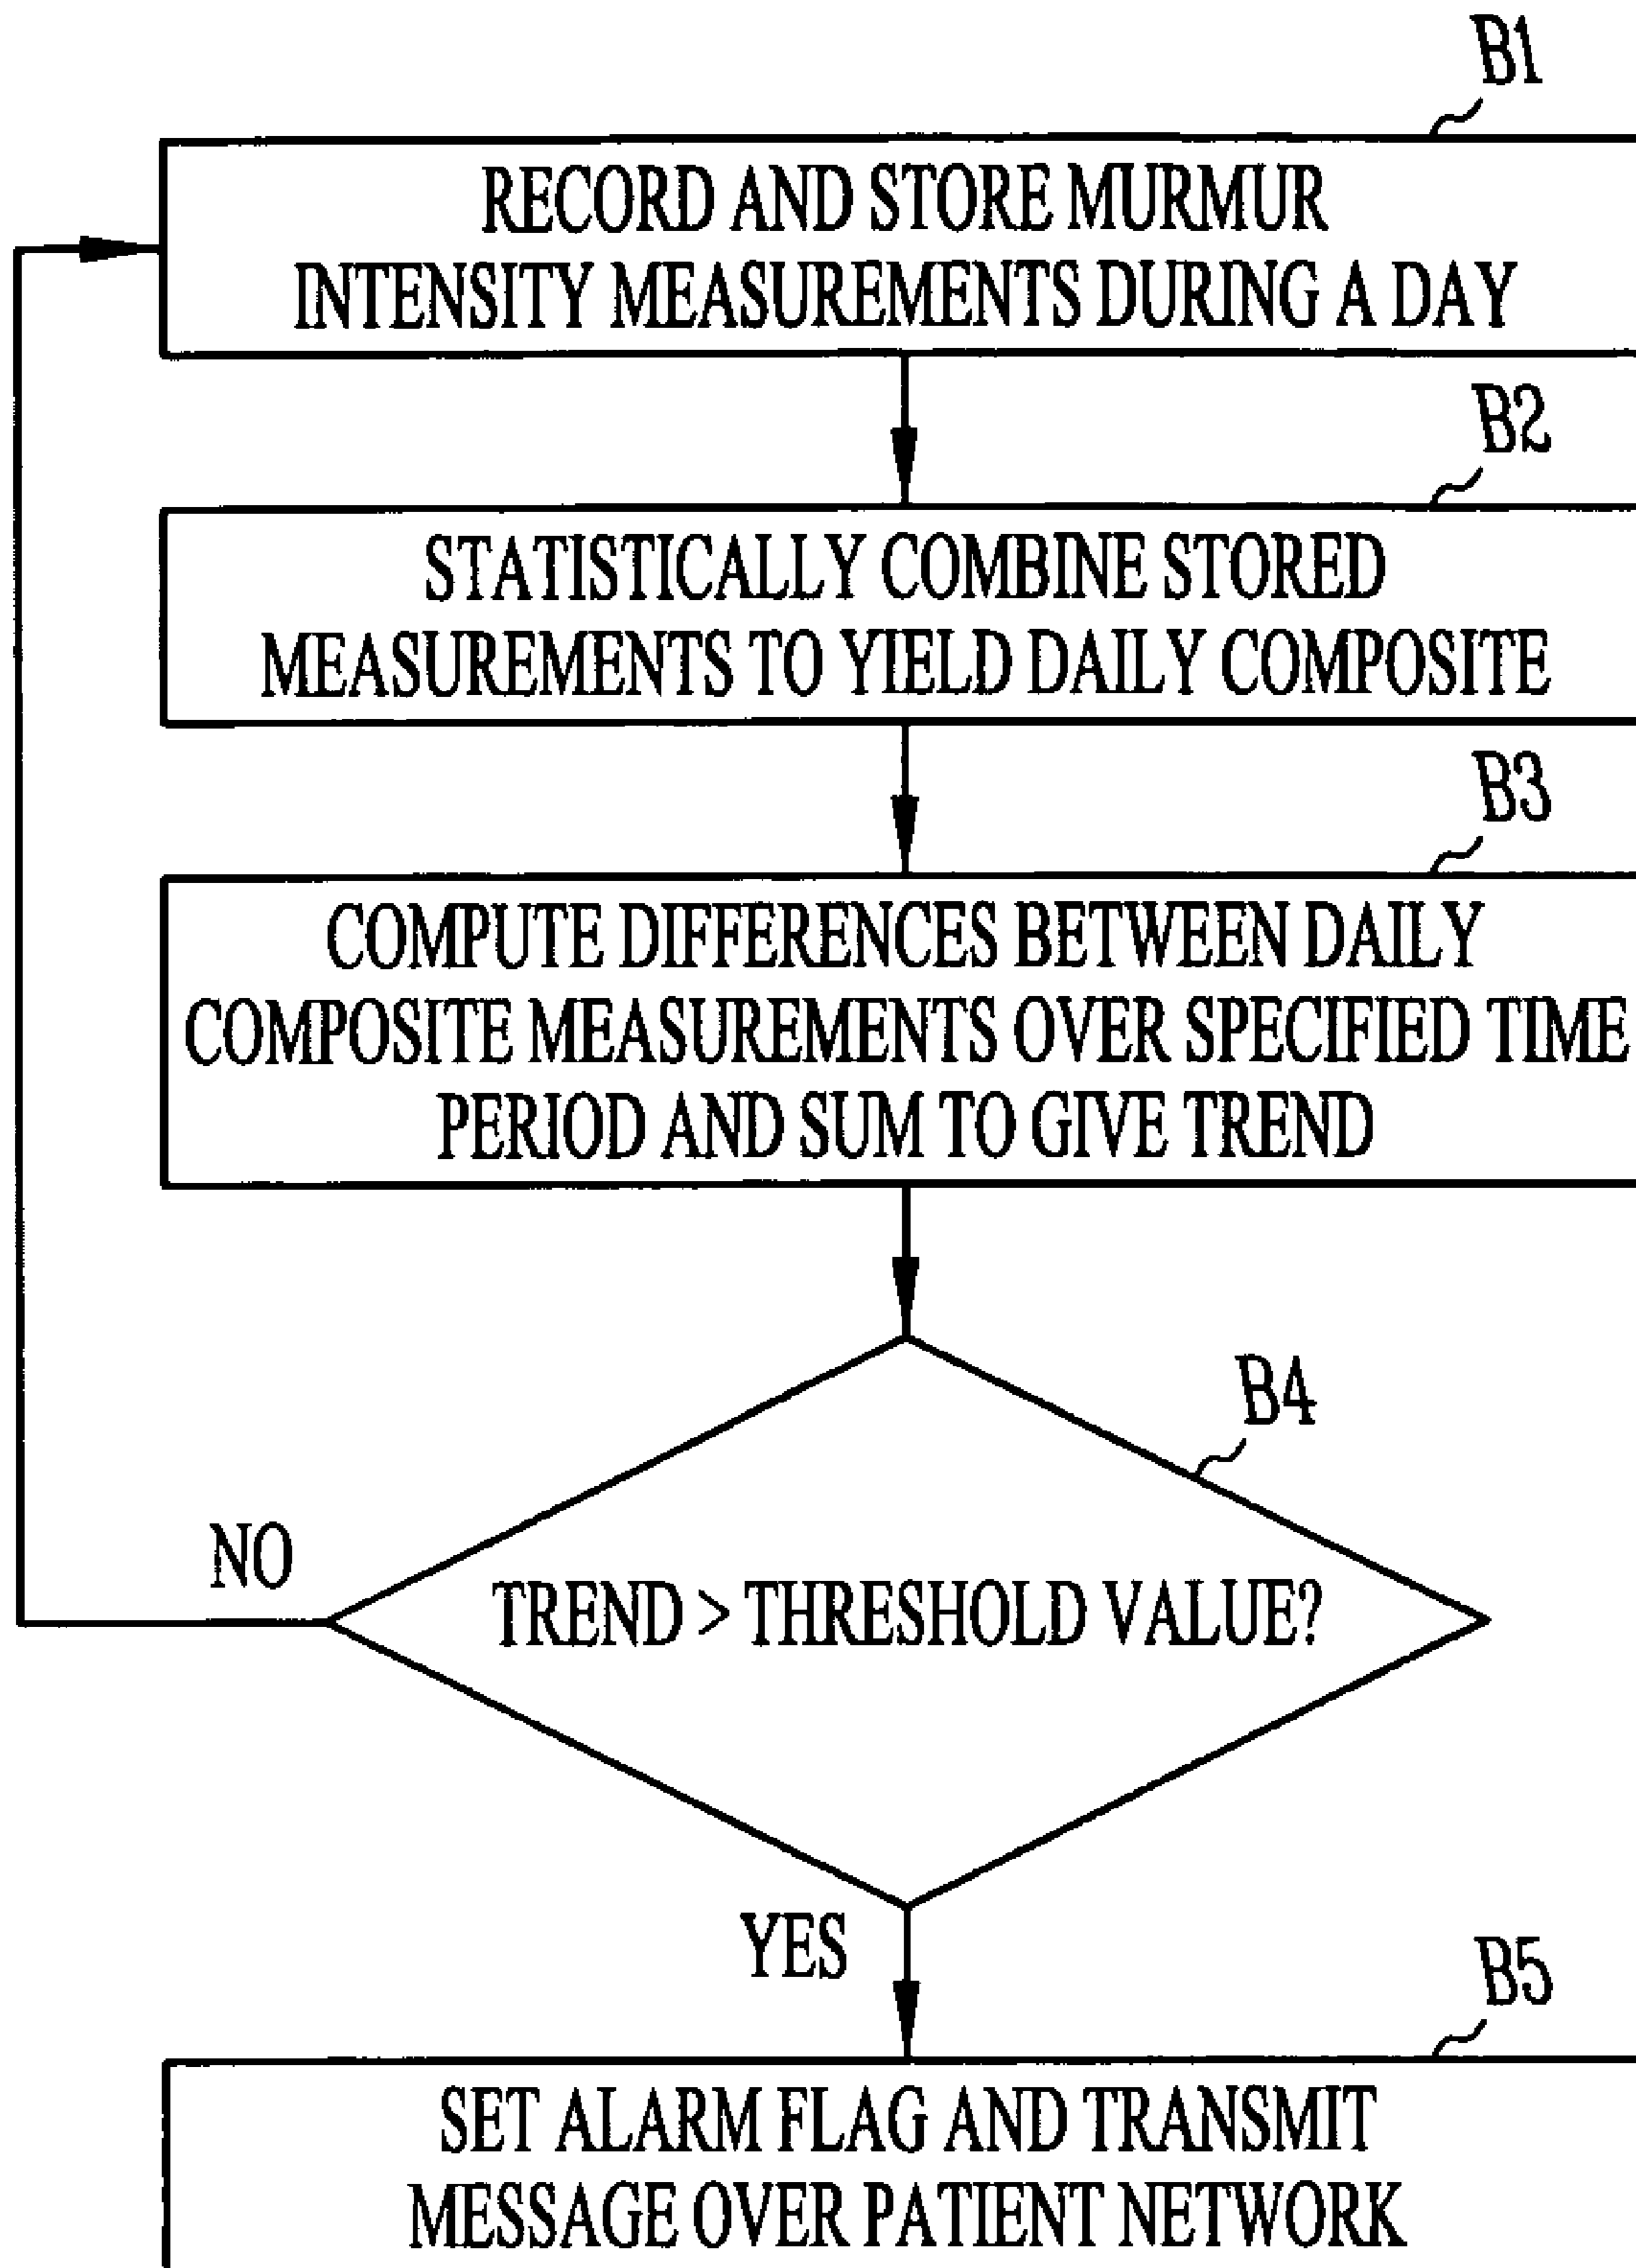 B1
RECORD AND STORE MURMUR
INTENSITY MEASUREMENTS DURING A DAY
B2
STATISTICALLY COMBINE STORED
MEASUREMENTS TO YIELD DAILY COMPOSITE
B3
COMPUTE DIFFERENCES BETWEEN DAILY
COMPOSITE MEASUREMENTS OVER SPECIFIED TIME
PERIOD AND SUM TO GIVE TREND
B4
NO
TREND > THRESHOLD VALUE?
YES
B5
SET ALARM FLAG AND TRANSMIT
MESSAGE OVER PATIENT NETWORK